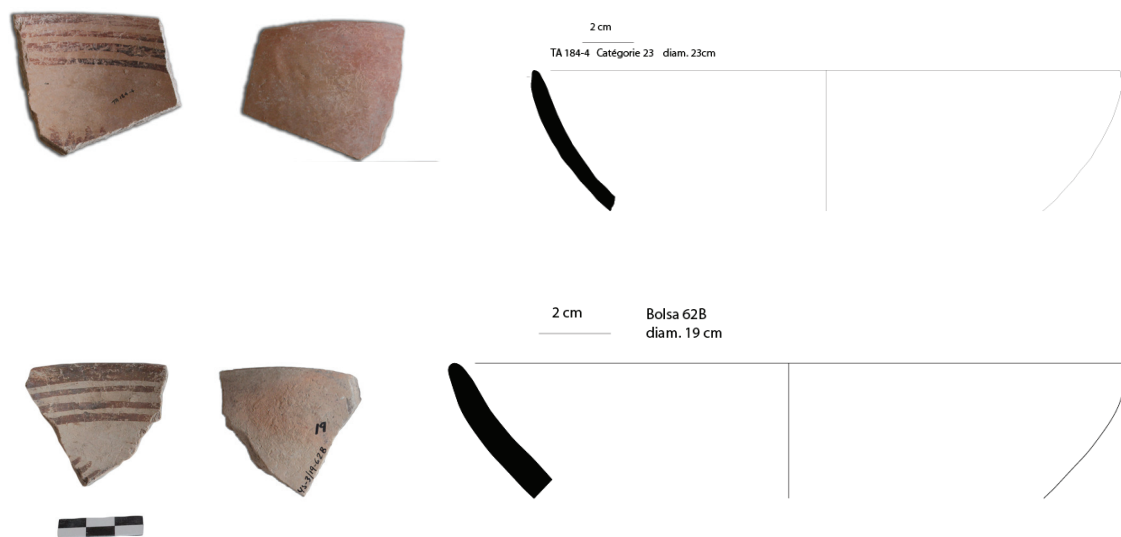 2 cm
TA 184-4 Catégorie 23 diam. 23cm
2 cm
Bolsa 62B
diam. 19 cm
19